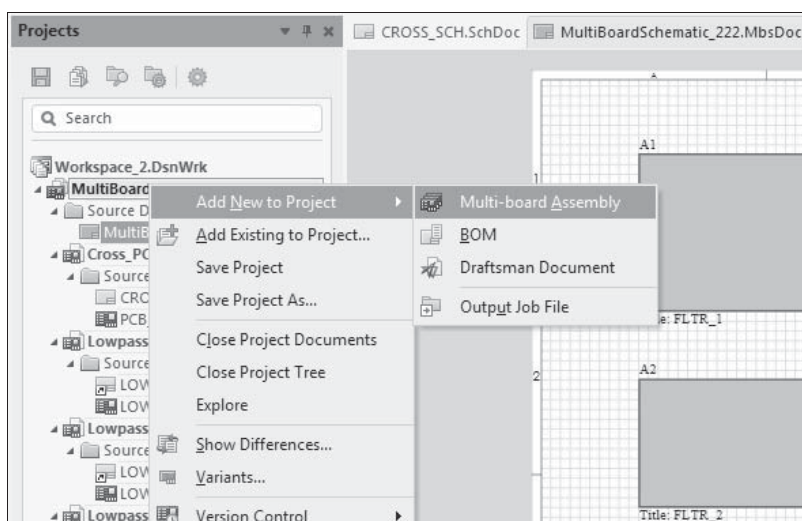 Projects
CROSS_SCH.SchDoc
MultiBoardSchematic_222.MbsDoc
Search
Workspace_2.DsnWrk
MultiBoard
Source D
MultiB
Cross_PC
Source
CRO
PCB_
Lowpass
Source
LOW
LOW
Lowpass
Source
LOW
LOW
Lowpass
Add New to Project
Add Existing to Project...
Save Project
Save Project As...
Close Project Documents
Close Project Tree
Explore
Show Differences...
Variants...
Version Control
Multi-board Assembly
BOM
Draftsman Document
Output Job File
A
1
A1
e: FLTR_1
2
A2
Title: FLTR_2